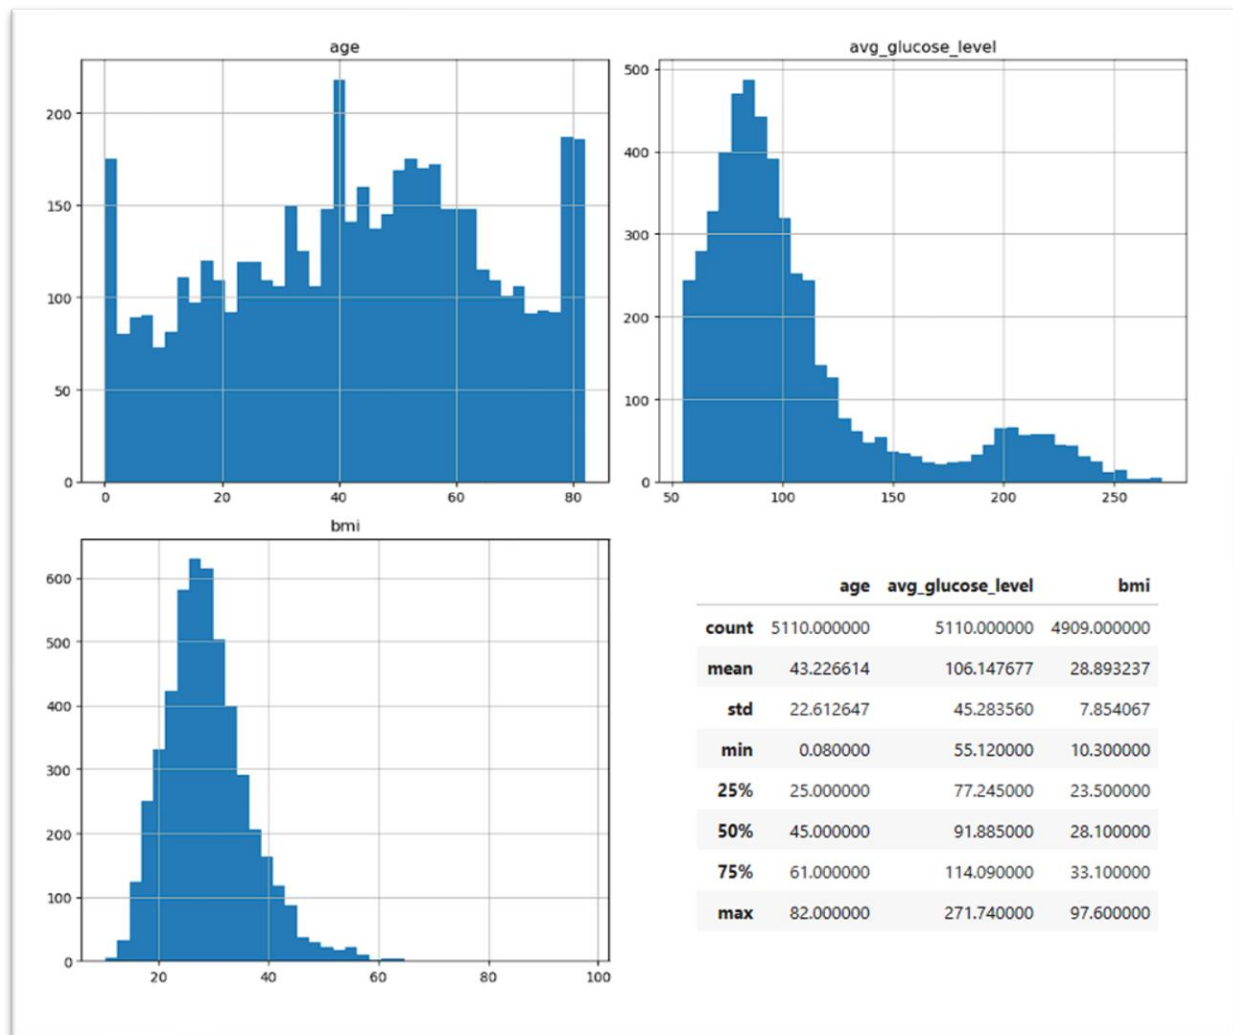 age
200
150
100
50
0
0 20 40 60 80
avg_glucose_level
500
400
300
200
100
0
50 100 150 200 250
bmi
600
500
400
300
200
100
0
20 40 60 80 100
age avg_glucose_level bmi
count 5110.000000 5110.000000 4909.000000
mean 43.226614 106.147677 28.893237
std 22.612647 45.283560 7.854067
min 0.080000 55.120000 10.300000
25% 25.000000 77.245000 23.500000
50% 45.000000 91.885000 28.100000
75% 61.000000 114.090000 33.100000
max 82.000000 271.740000 97.600000